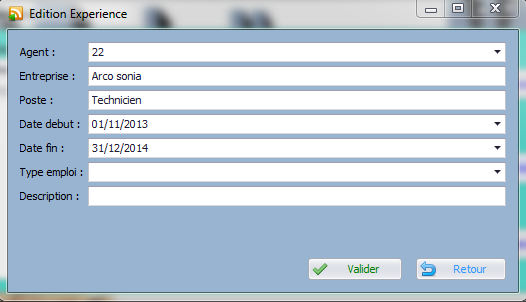 Edition Experience
Agent : 22
Entreprise : Arco sonia
Poste : Technicien
Date debut : 01/11/2013
Date fin : 31/12/2014
Type emploi :
Description :
Valider Retour